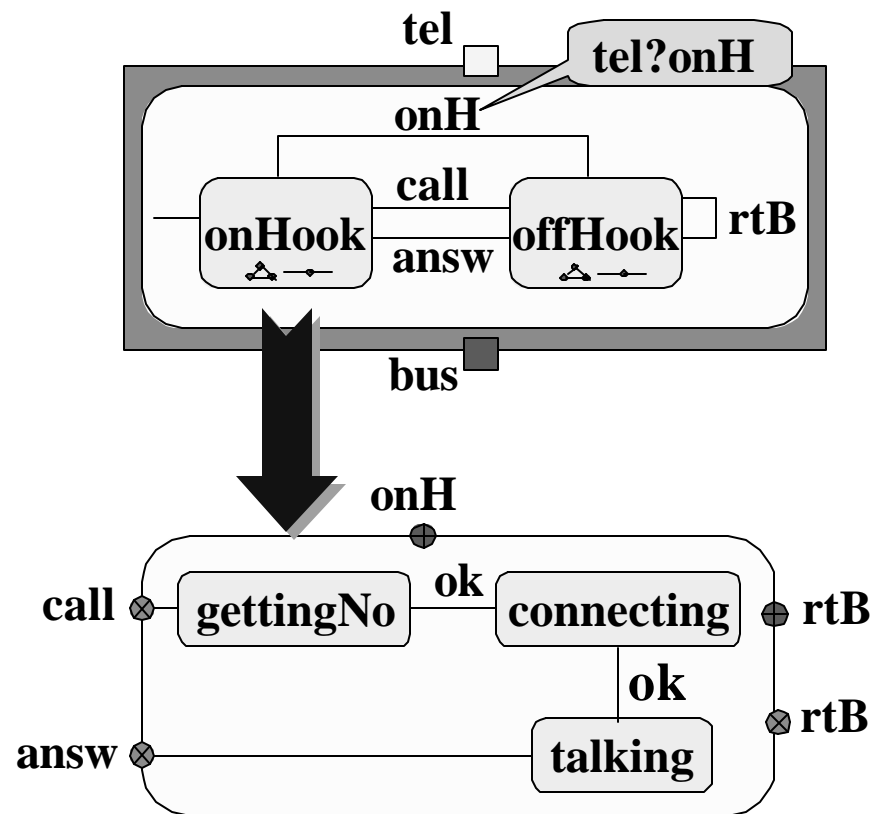 tel
tel?onH
onH
call
onHook
offHook
rtB
answ
bus
onH
ok
call
gettingNo
connecting
rtB
ok
rtB
answ
talking